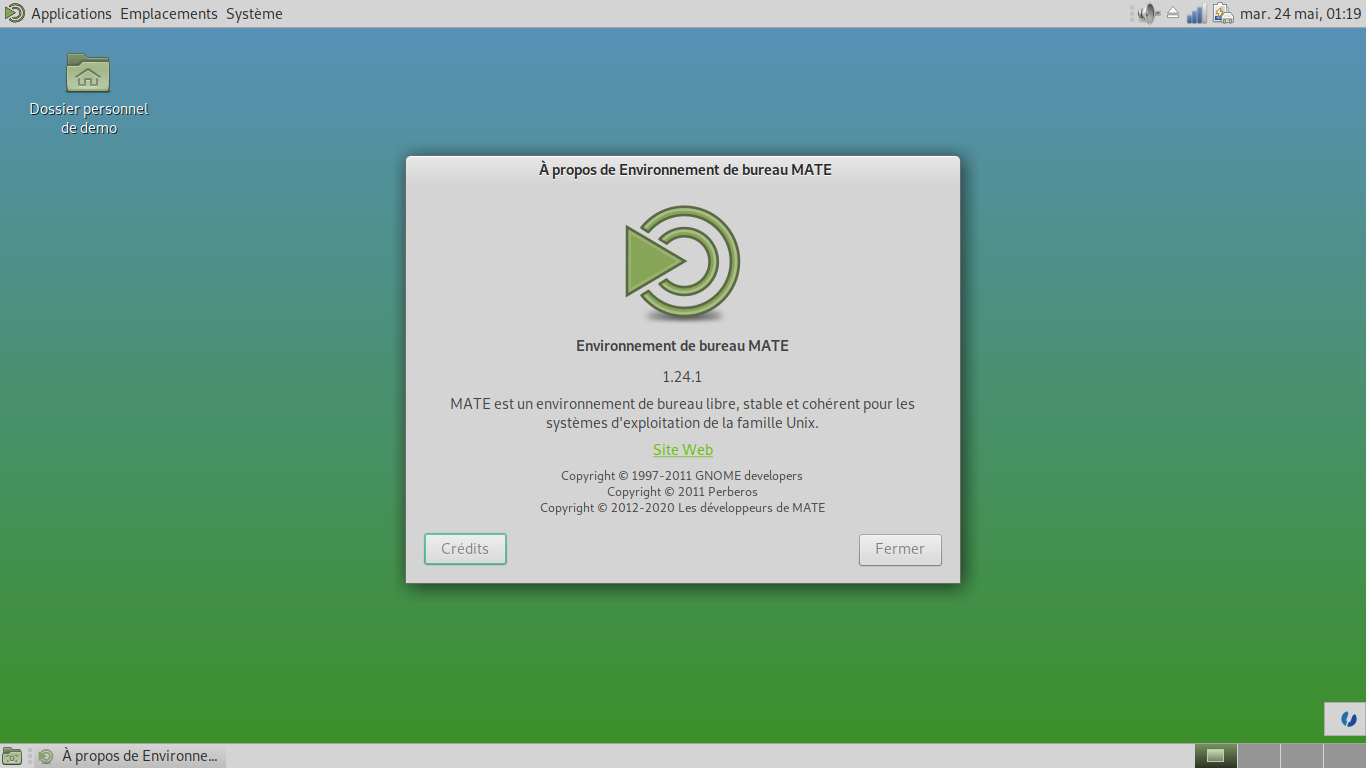 Applications Emplacements Système
mar. 24 mai, 01:19
Dossier personnel
de demo
À propos de Environnement de bureau MATE
Environnement de bureau MATE
1.24.1
MATE est un environnement de bureau libre, stable et cohérent pour les
systèmes d'exploitation de la famille Unix.
Site Web
Copyright © 1997-2011 GNOME developers
Copyright © 2011 Perberos
Copyright © 2012-2020 Les développeurs de MATE
Crédits
Fermer
À propos de Environne...